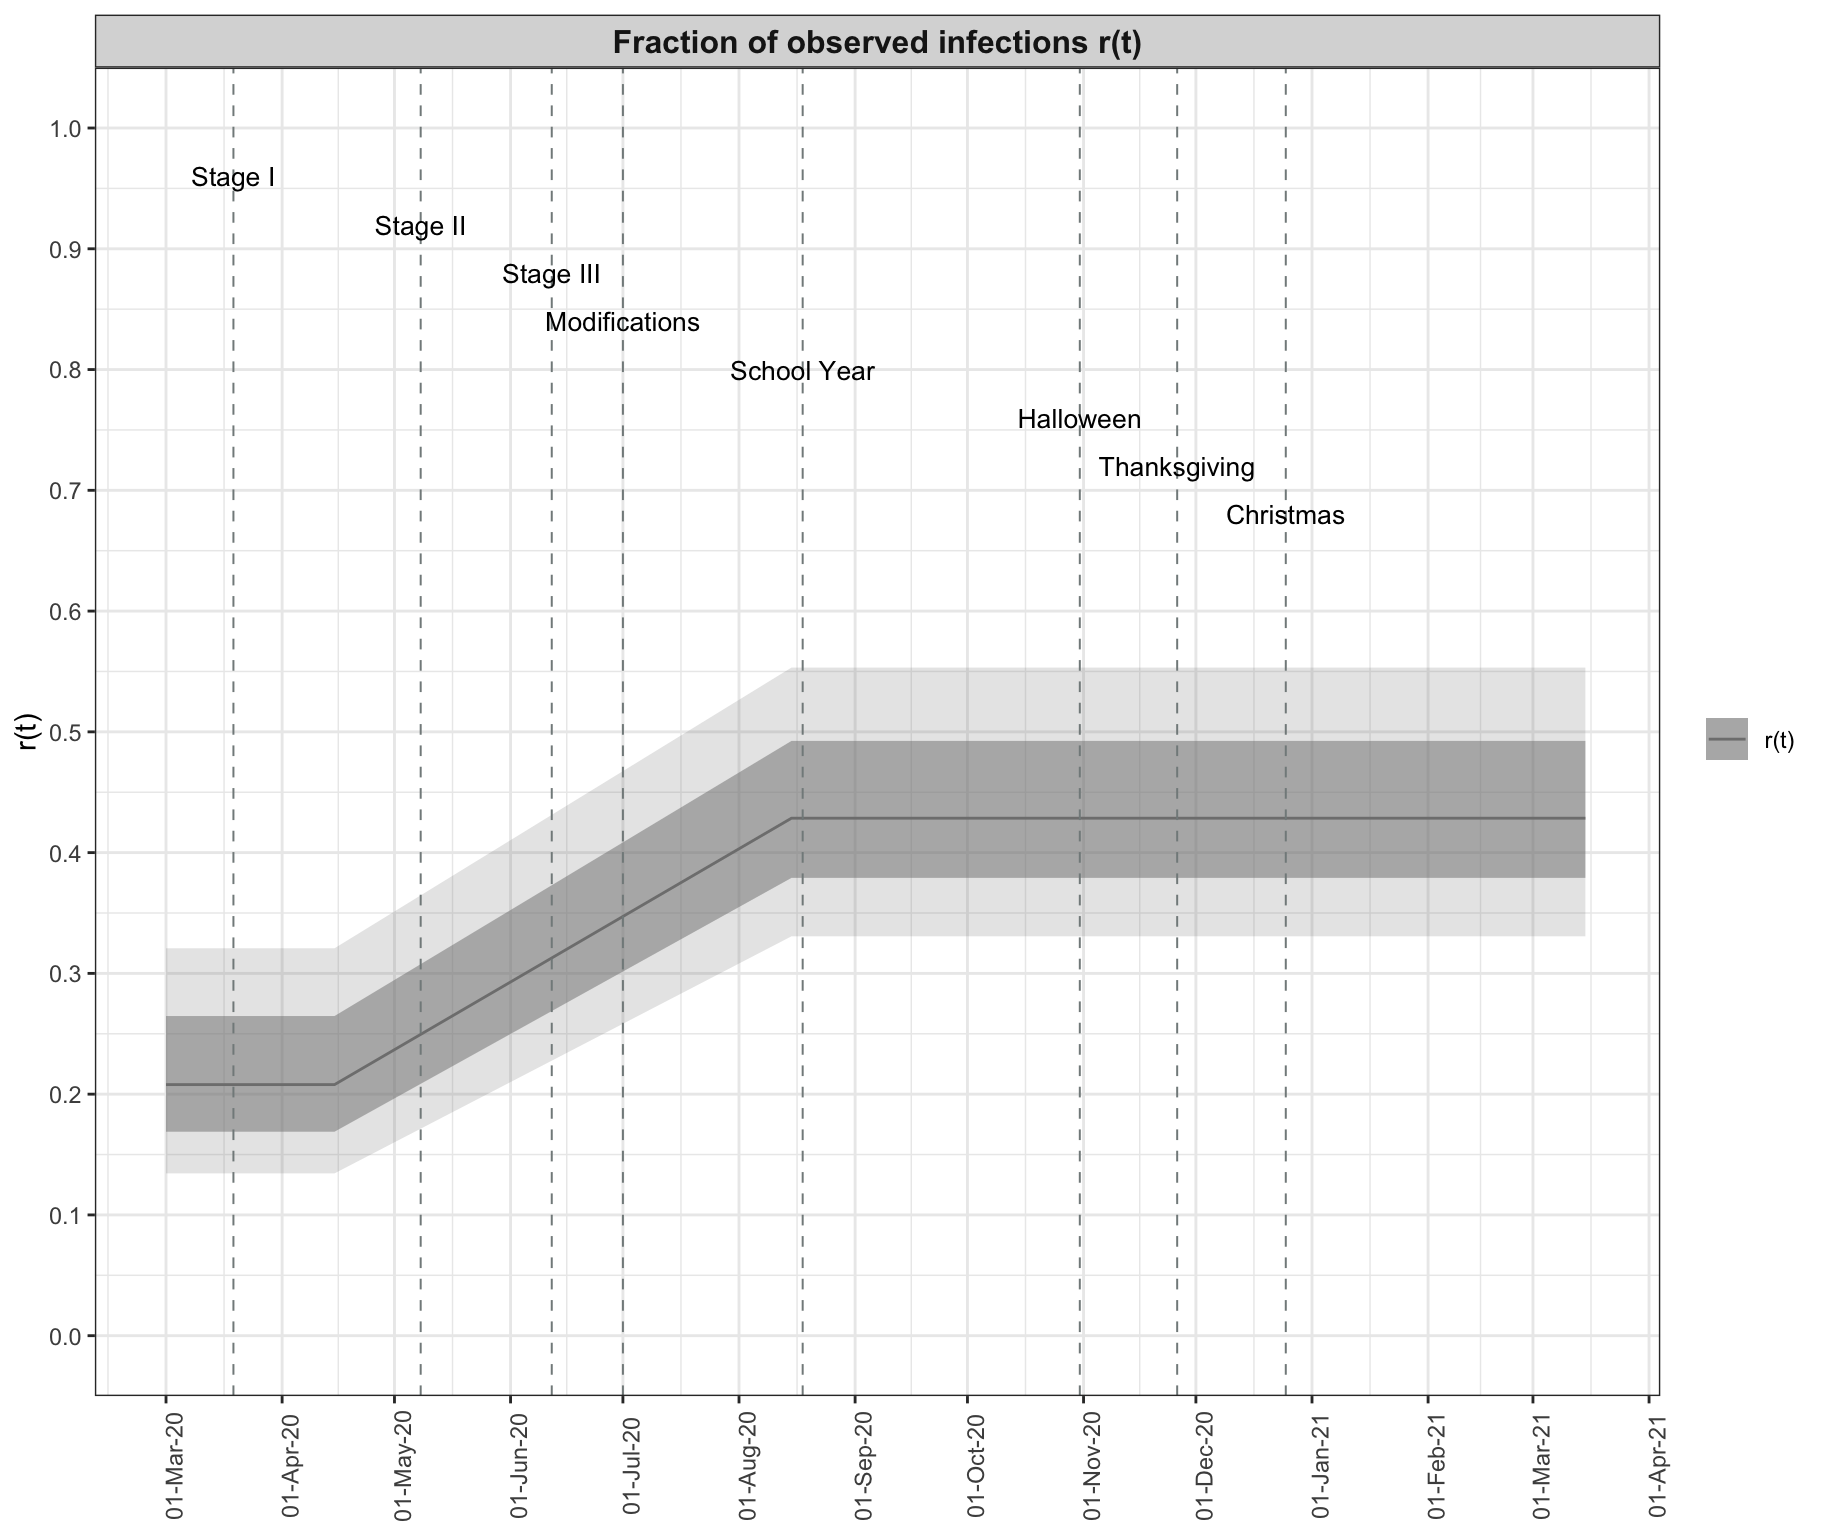 Fraction of observed infections r(t)
1.0
Stage I
Stage II
0.9
Stage III
Modifications
0.8
School Year
Halloween
Thanksgiving
0.7
Christmas
0.6
r(t)
0.5
r(t)
0.4
0.3
0.2
0.1
0.0
01-Mar-20
01-Apr-20
01-May-20
01-Jun-20
01-Jul-20
01-Aug-20
01-Sep-20
01-Oct-20
01-Nov-20
01-Dec-20
01-Jan-21
01-Feb-21
01-Mar-21
01-Apr-21